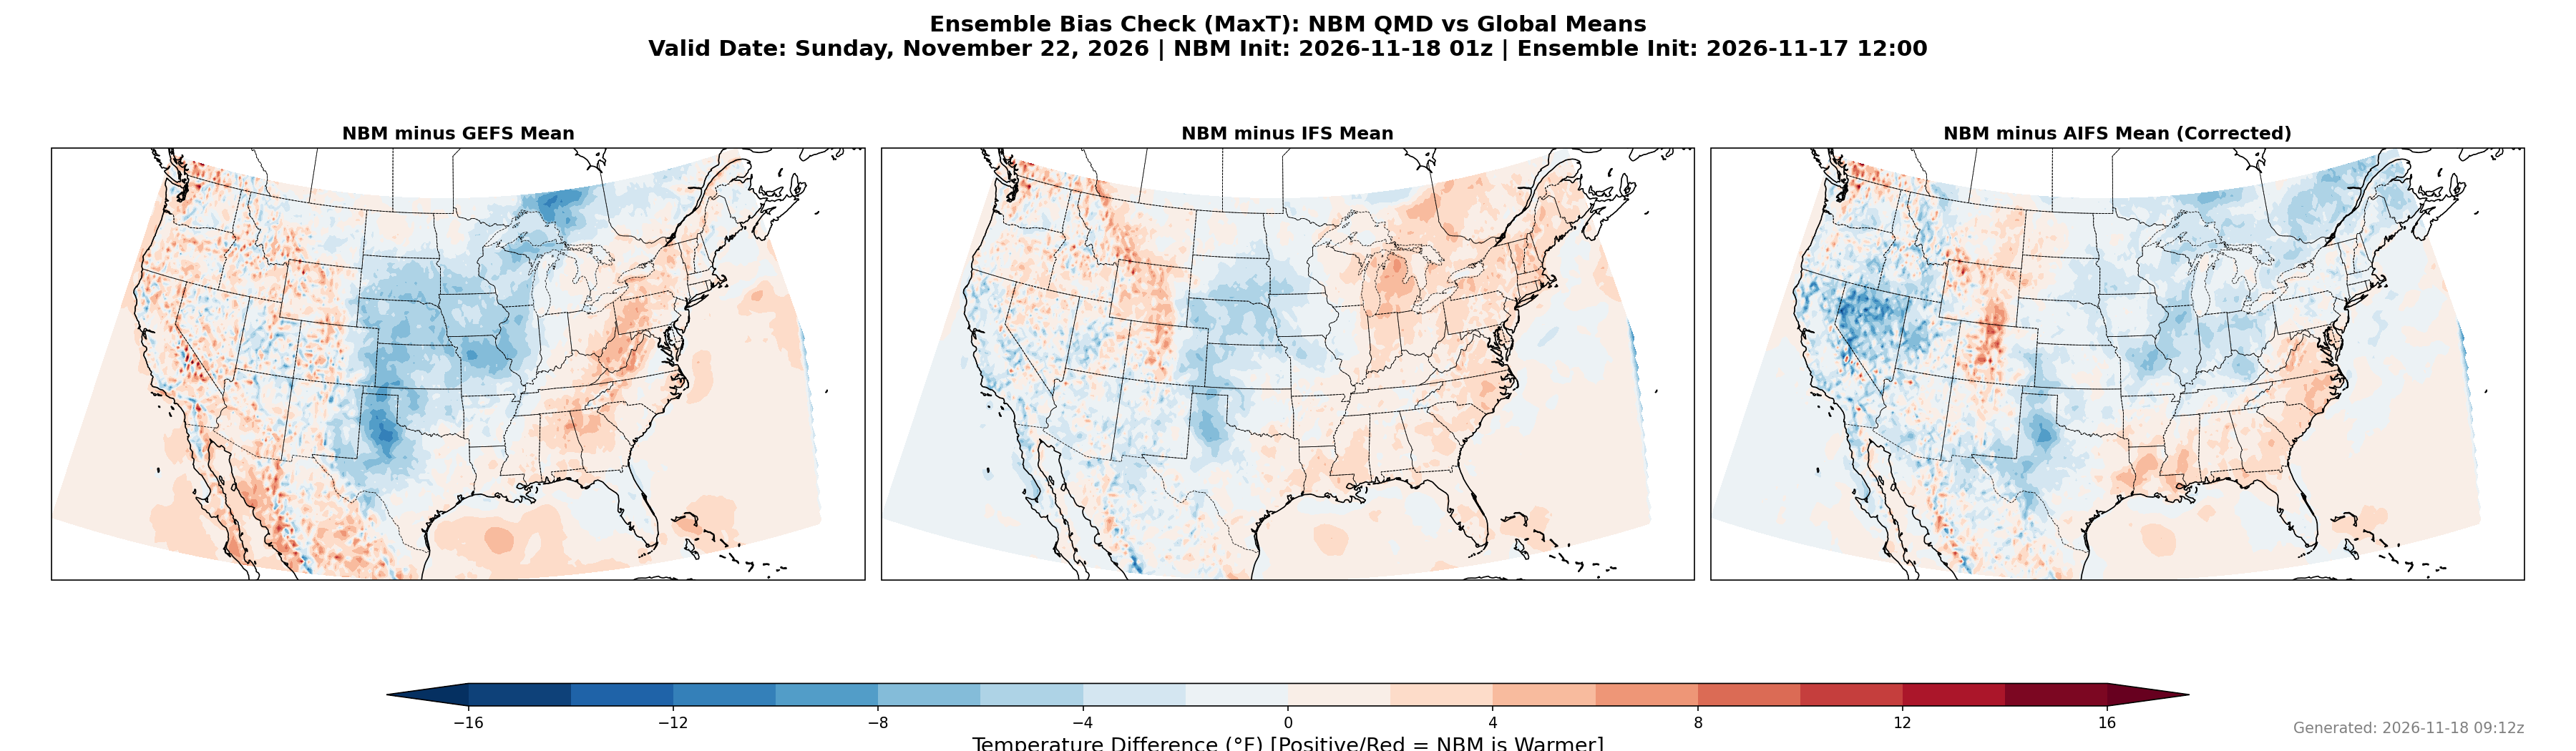 Ensemble Bias Check (MaxT): NBM QMD vs Global Means
Valid Date: Sunday, November 22, 2026 | NBM Init: 2026-11-18 01z | Ensemble Init: 2026-11-17 12:00
NBM minus GEFS Mean
NBM minus IFS Mean
NBM minus AIFS Mean (Corrected)
−16 −12 −8 −4 0 4 8 12 16
Temperature Difference (°F) [Positive/Red = NBM is Warmer]
Generated: 2026-11-18 09:12z